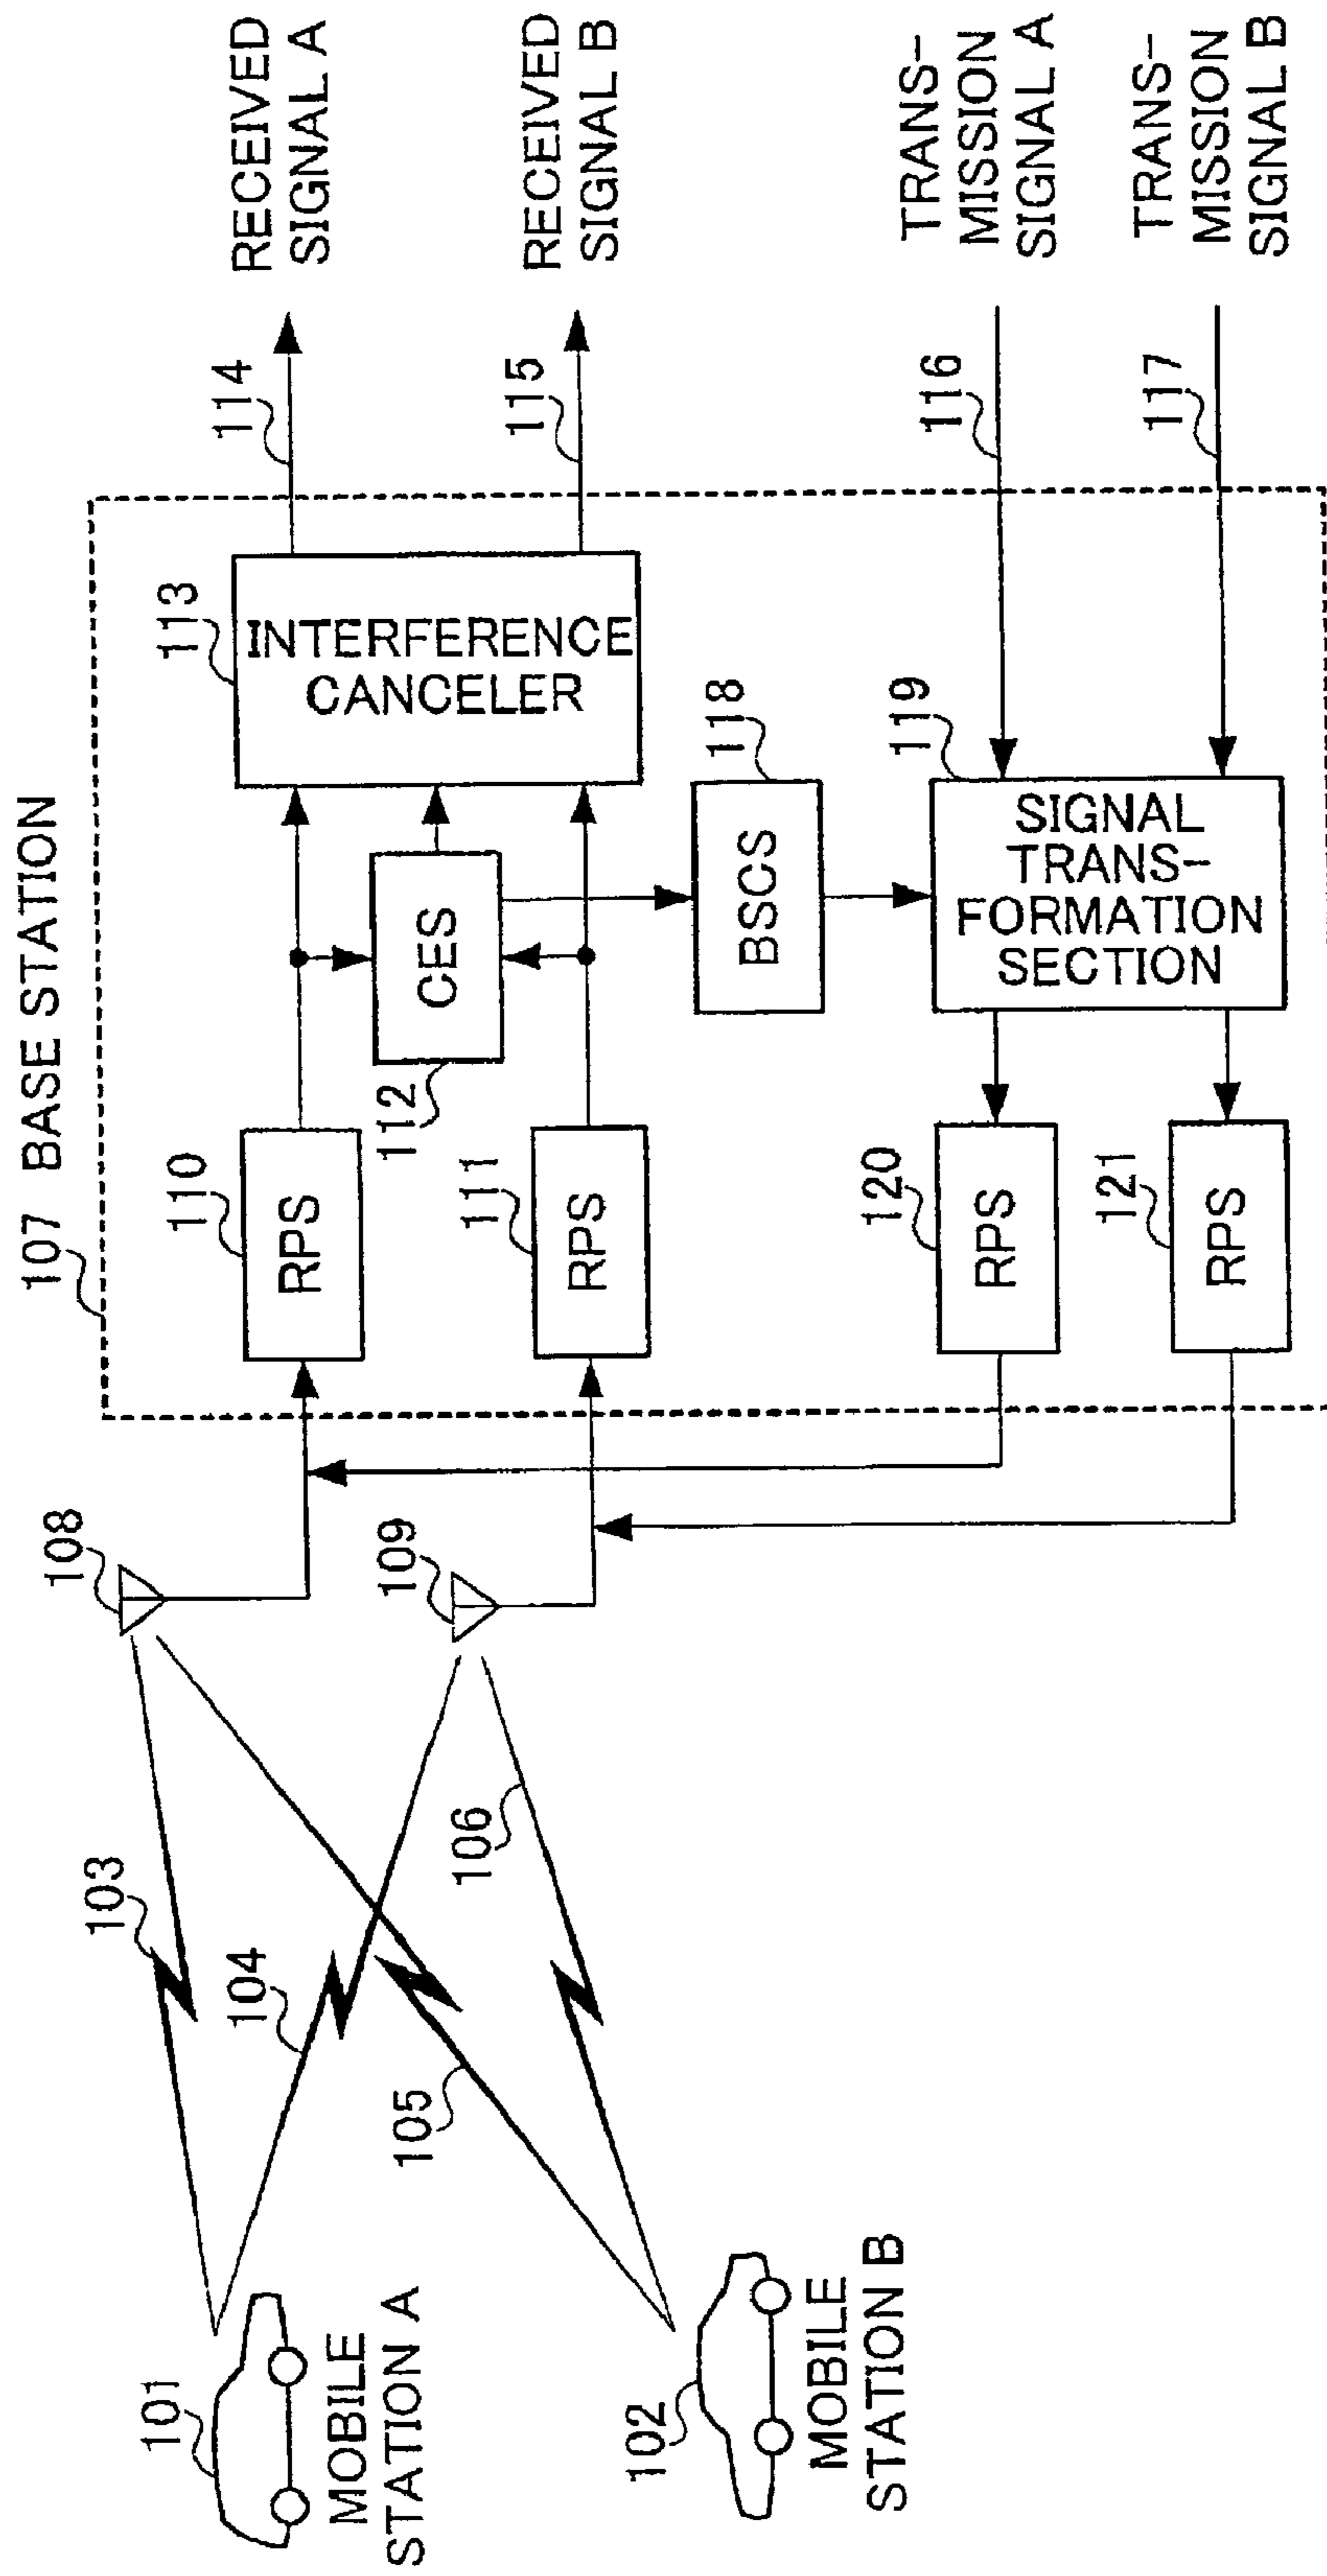 107 BASE STATION
101
MOBILE
STATION A
102
MOBILE
STATION B
103
104
105
106
108
109
110
RPS
111
RPS
112
CES
113
INTERFERENCE
CANCELER
114
RECEIVED
SIGNAL A
115
RECEIVED
SIGNAL B
118
BSCS
119
SIGNAL
TRANS-
FORMATION
SECTION
116
TRANS-
MISSION
SIGNAL A
117
TRANS-
MISSION
SIGNAL B
120
RPS
121
RPS